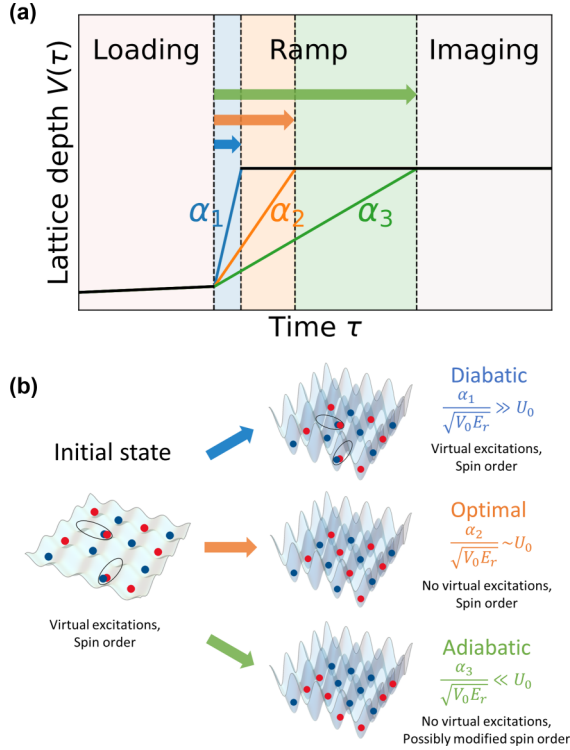 (a)
Loading
Ramp
Imaging
Lattice depth V(τ)
α₁
α₂
α₃
Time τ
(b)
Initial state
Virtual excitations,
Spin order
Diabatic
α₁/√(V₀Eᵣ) ≫ U₀
Virtual excitations,
Spin order
Optimal
α₂/√(V₀Eᵣ) ~ U₀
No virtual excitations,
Spin order
Adiabatic
α₃/√(V₀Eᵣ) ≪ U₀
No virtual excitations,
Possibly modified spin order